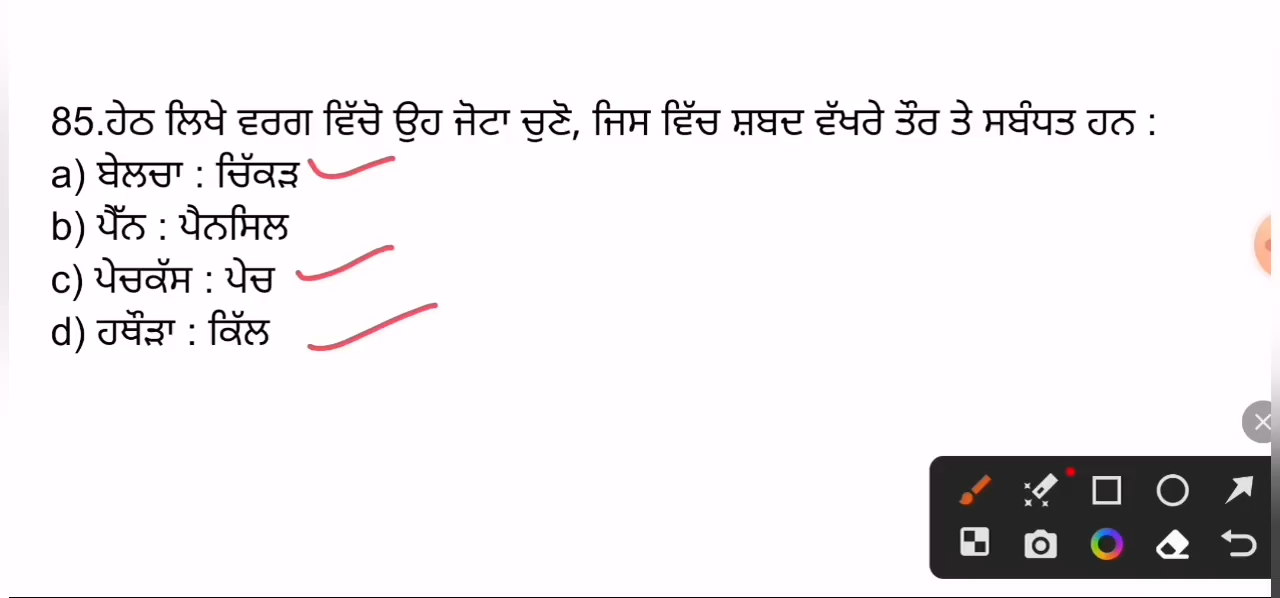 85.ਹੇਠ ਲਿਖੇ ਵਰਗ ਵਿੱਚੋ ਉਹ ਜੋਟਾ ਚੁਣੋ, ਜਿਸ ਵਿੱਚ ਸ਼ਬਦ ਵੱਖਰੇ ਤੌਰ ਤੇ ਸਬੰਧਤ ਹਨ :
a) ਬੇਲਚਾ : ਚਿੱਕੜ
b) ਪੈੱਨ : ਪੈਨਸਿਲ
c) ਪੇਚਕੱਸ : ਪੇਚ
d) ਹਥੌੜਾ : ਕਿੱਲ